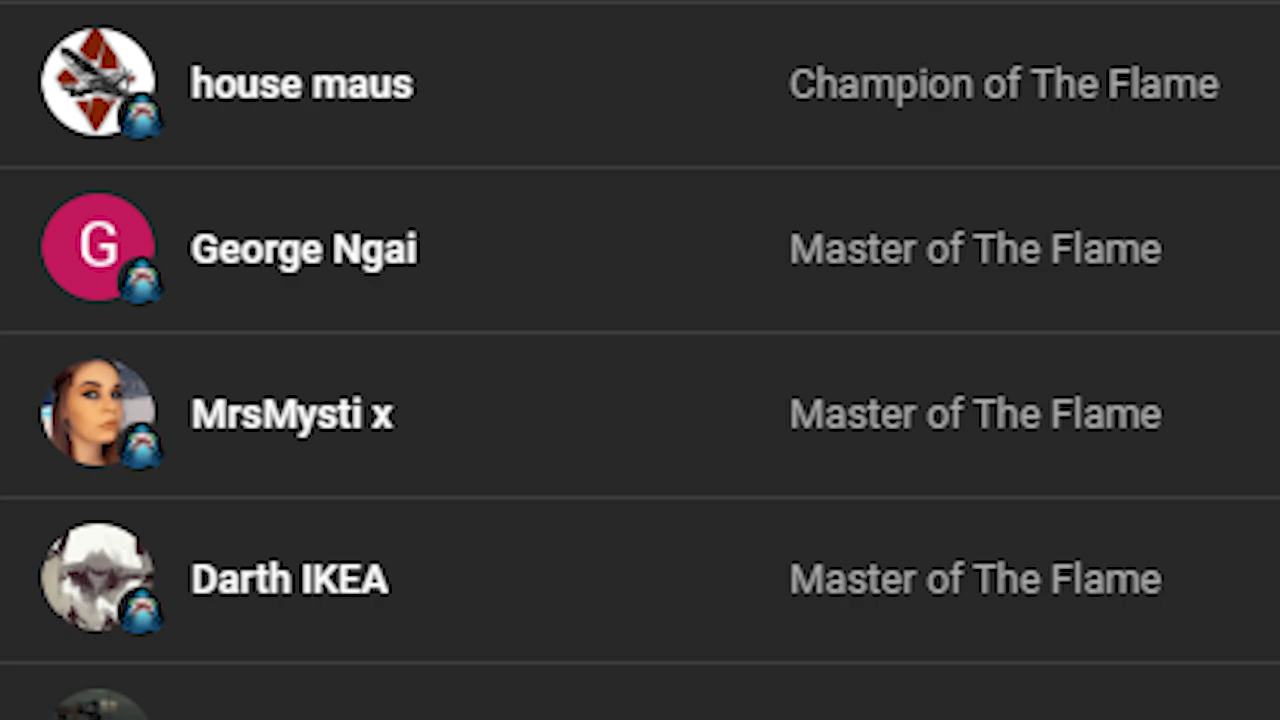 house maus Champion of The Flame
G George Ngai Master of The Flame
MrsMysti x Master of The Flame
Darth IKEA Master of The Flame